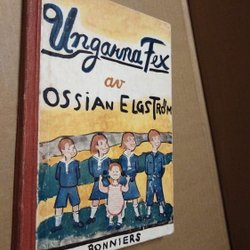 Ungarna Fex
av
OSSIAN ELGSTRÖM
BONNIERS